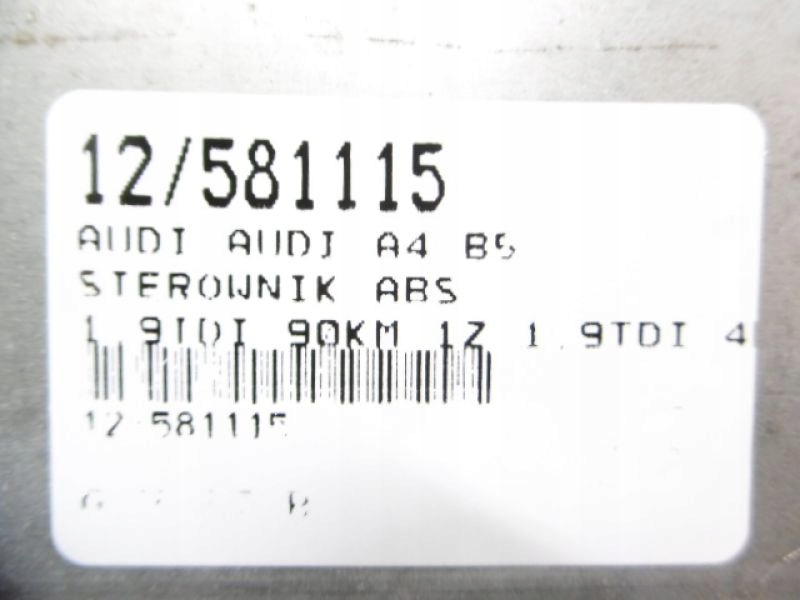 12/581115
AUDI AUDI A4 B5
STEROWNIK ABS
1.9TDI 90KM 1Z 1.9TDI 4
12 581115